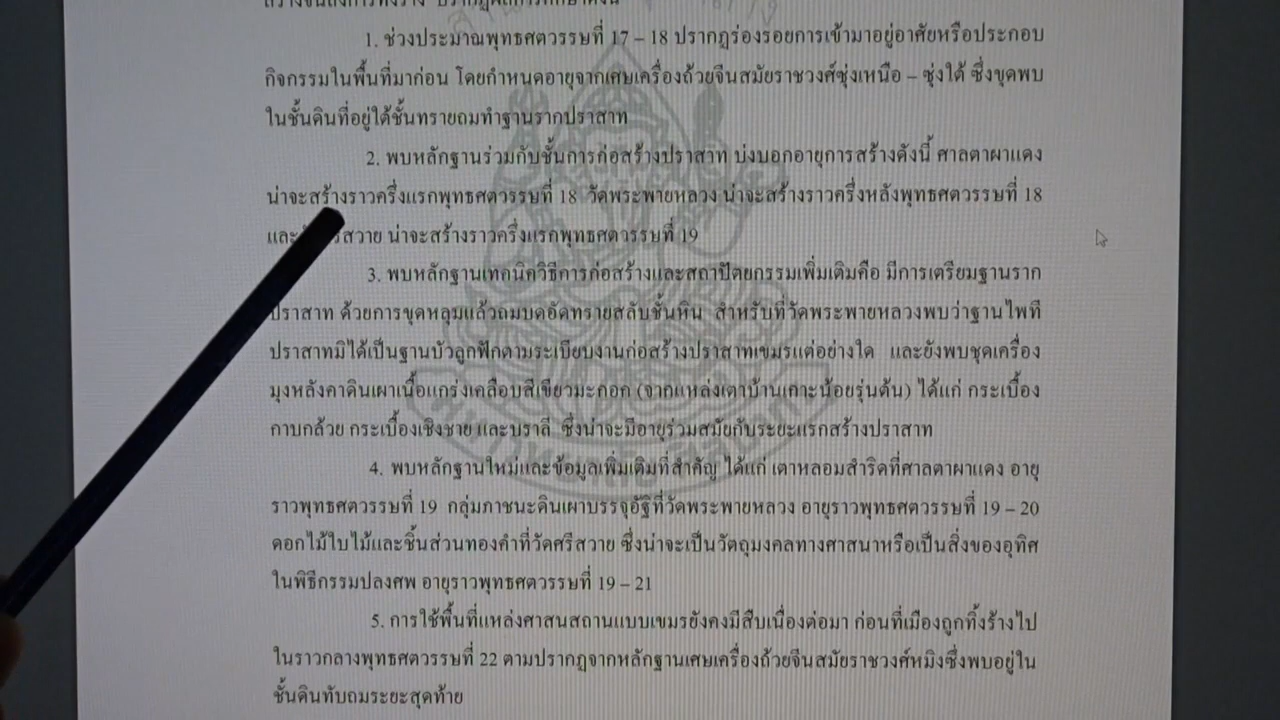 1. ช่วงประมาณพุทธศตวรรษที่ 17 – 18 ปรากฏร่องรอยการเข้ามาอยู่อาศัยหรือประกอบ
กิจกรรมในพื้นที่มาก่อน โดยกำหนดอายุจากเศษเครื่องถ้วยจีนสมัยราชวงศ์ซุ่งเหนือ – ซุ่งใต้ ซึ่งขุดพบ
ในชั้นดินที่อยู่ใต้ชั้นทรายถมทำฐานรากปราสาท
2. พบหลักฐานร่วมกับชั้นการก่อสร้างปราสาท บ่งบอกอายุการสร้างดังนี้ ศาลตาผาแดง
น่าจะสร้างราวครึ่งแรกพุทธศตวรรษที่ 18 วัดพระพายหลวง น่าจะสร้างราวครึ่งหลังพุทธศตวรรษที่ 18
และ สวาย น่าจะสร้างราวครึ่งแรกพุทธศตวรรษที่ 19
3. พบหลักฐานเทคนิควิธีการก่อสร้างและสถาปัตยกรรมเพิ่มเติมคือ มีการเตรียมฐานราก
ปราสาท ด้วยการขุดหลุมแล้วถมบดอัดทรายสลับชั้นหิน สำหรับที่วัดพระพายหลวงพบว่าฐานไพที
ปราสาทมิได้เป็นฐานบัวลูกฟักตามระเบียบงานก่อสร้างปราสาทเขมรแต่อย่างใด และยังพบชุดเครื่อง
มุงหลังคาดินเผาเนื้อแกร่งเคลือบสีเขียวมะกอก (จากแหล่งเตาบ้านเกาะน้อยรุ่นต้น) ได้แก่ กระเบื้อง
กาบกล้วย กระเบื้องเชิงชาย และบราลี ซึ่งน่าจะมีอายุร่วมสมัยกับระยะแรกสร้างปราสาท
4. พบหลักฐานใหม่และข้อมูลเพิ่มเติมที่สำคัญ ได้แก่ เตาหลอมสำริดที่ศาลตาผาแดง อายุ
ราวพุทธศตวรรษที่ 19 กลุ่มภาชนะดินเผาบรรจุอัฐิที่วัดพระพายหลวง อายุราวพุทธศตวรรษที่ 19 – 20
ดอกไม้ใบไม้และชิ้นส่วนทองคำที่วัดศรีสวาย ซึ่งน่าจะเป็นวัตถุมงคลทางศาสนาหรือเป็นสิ่งของอุทิศ
ในพิธีกรรมปลงศพ อายุราวพุทธศตวรรษที่ 19 – 21
5. การใช้พื้นที่แหล่งศาสนสถานแบบเขมรยังคงมีสืบเนื่องต่อมา ก่อนที่เมืองถูกทิ้งร้างไป
ในราวกลางพุทธศตวรรษที่ 22 ตามปรากฏจากหลักฐานเศษเครื่องถ้วยจีนสมัยราชวงศ์หมิงซึ่งพบอยู่ใน
ชั้นดินทับถมระยะสุดท้าย